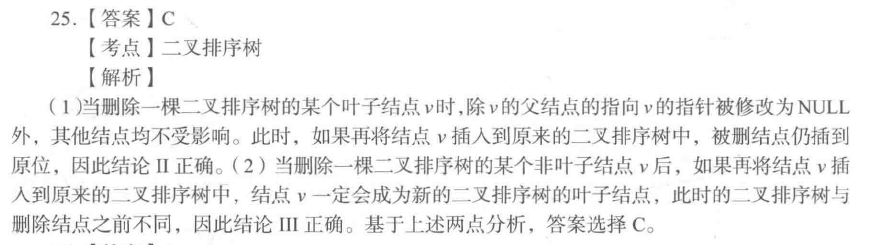 25.【答案】C
【考点】二叉排序树
【解析】
（1)当删除一棵二叉排序树的某个叶子结点v时,除v的父结点的指向v的指针被修改为NULL
外，其他结点均不受影响。此时，如果再将结点 v 插入到原来的二叉排序树中，被删结点仍插到
原位，因此结论 II 正确。（2）当删除一棵二叉排序树的某个非叶子结点 v 后，如果再将结点 v 插
入到原来的二叉排序树中，结点 v 一定会成为新的二叉排序树的叶子结点，此时的二叉排序树与
删除结点之前不同，因此结论 III 正确。基于上述两点分析，答案选择 C。